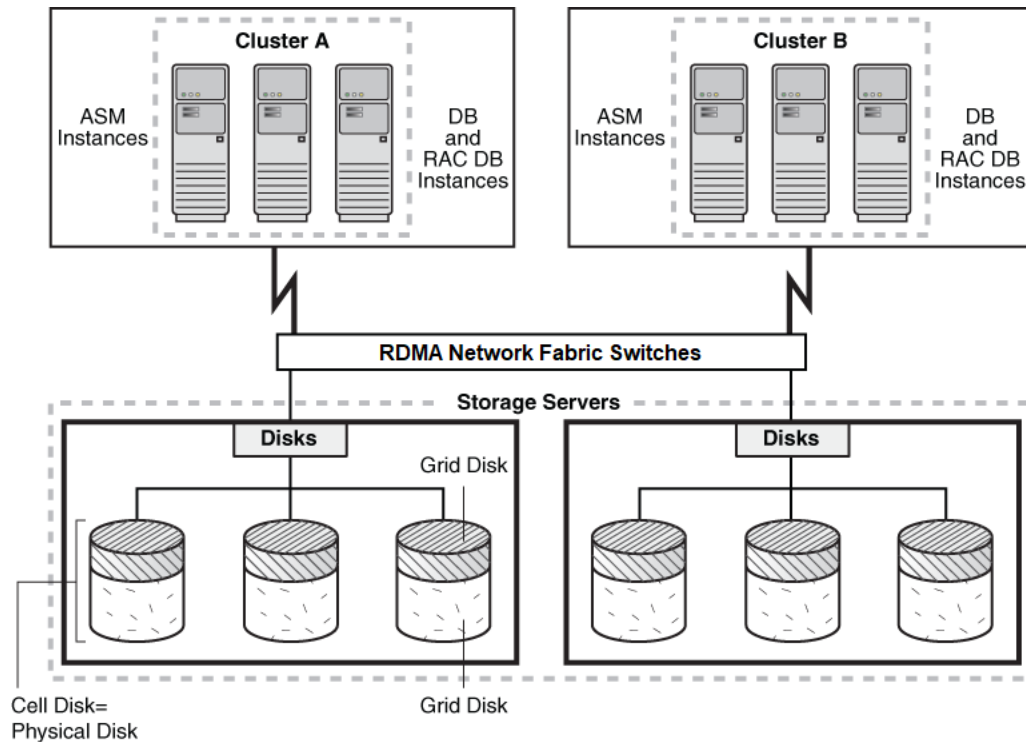 Cluster A
ASM
Instances
DB
and
RAC DB
Instances
Cluster B
ASM
Instances
DB
and
RAC DB
Instances
RDMA Network Fabric Switches
Storage Servers
Disks
Grid Disk
Disks
Cell Disk=
Physical Disk
Grid Disk